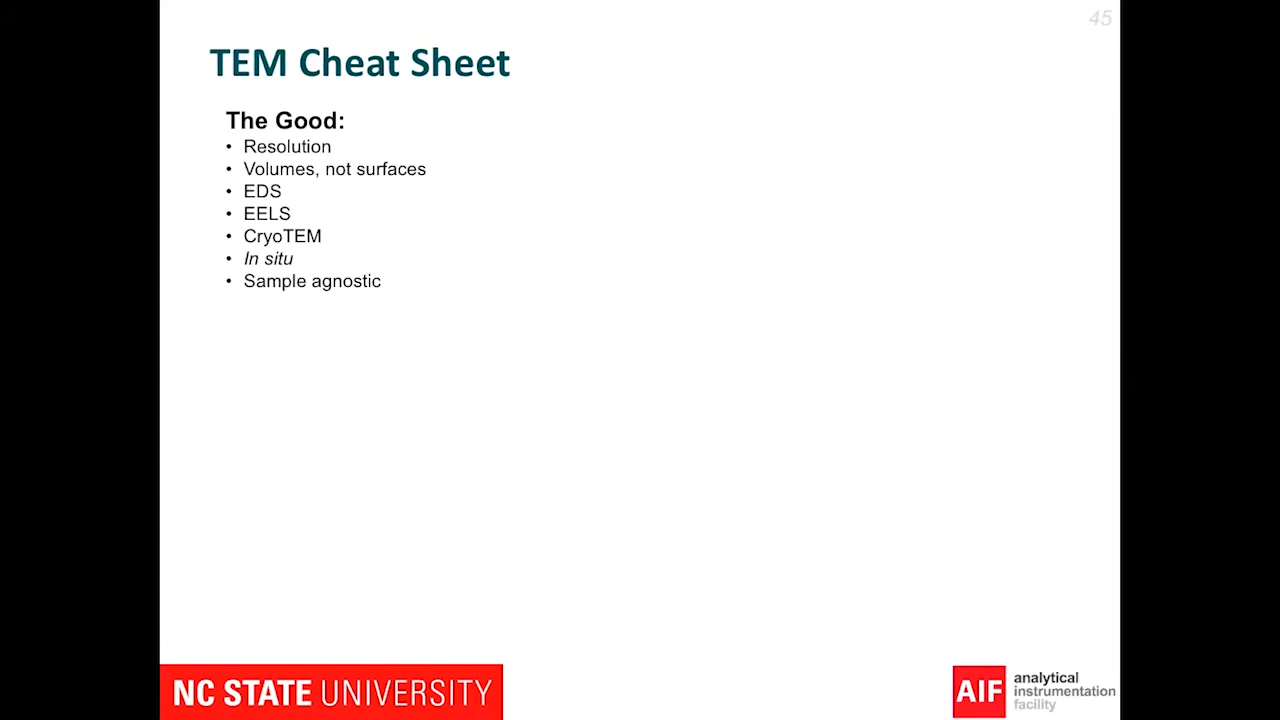 45
TEM Cheat Sheet
The Good:
• Resolution
• Volumes, not surfaces
• EDS
• EELS
• CryoTEM
• In situ
• Sample agnostic
NC STATE UNIVERSITY
AIF
analytical
instrumentation
facility